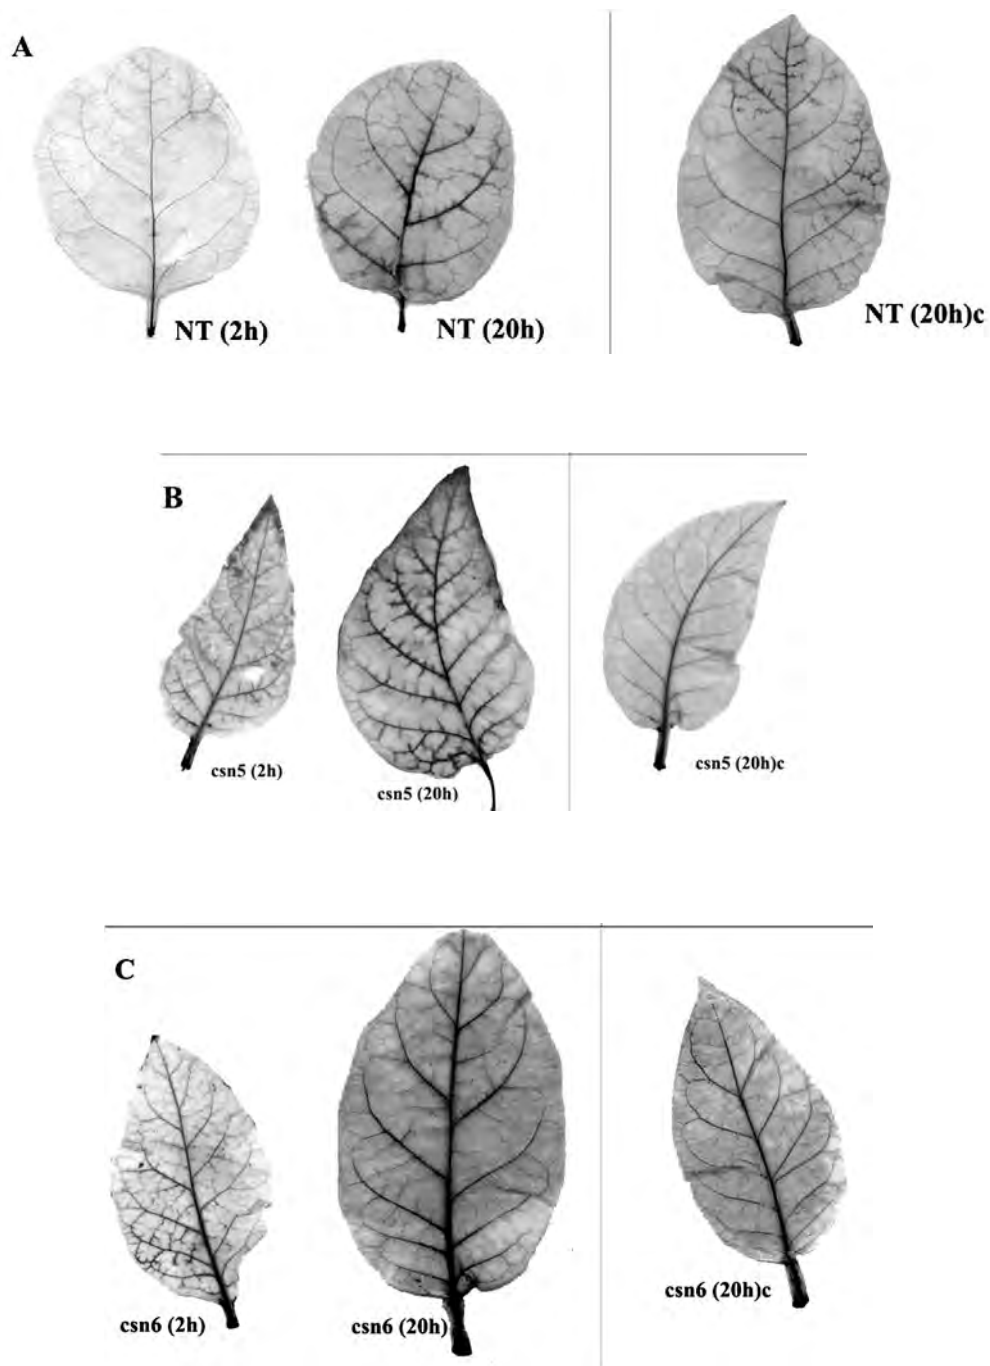 A
NT (2h)
NT (20h)
NT (20h)c
B
csn5 (2h)
csn5 (20h)
csn5 (20h)c
C
csn6 (2h)
csn6 (20h)
csn6 (20h)c